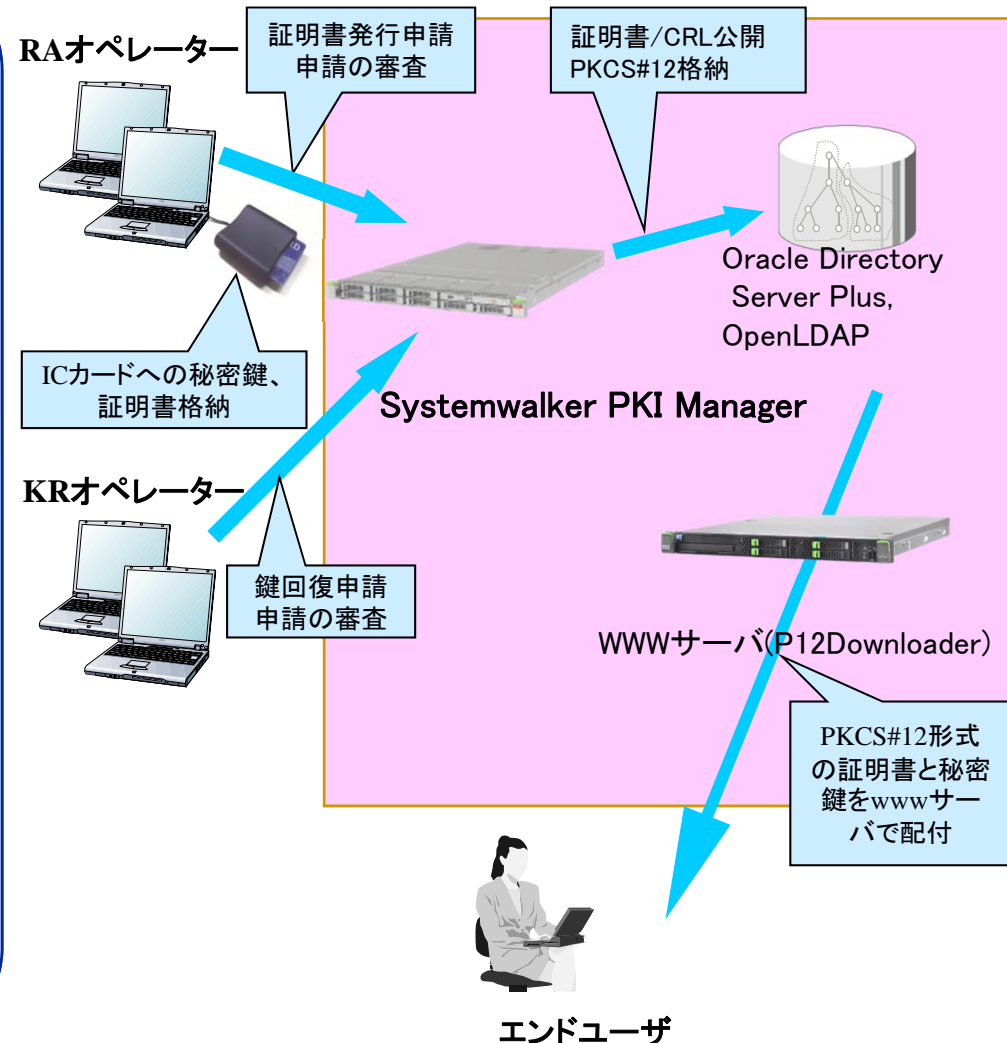 RAオペレーター
証明書発行申請
申請の審査
証明書/CRL公開
PKCS#12格納
Oracle Directory
Server Plus,
OpenLDAP
ICカードへの秘密鍵、
証明書格納
Systemwalker PKI Manager
KRオペレーター
鍵回復申請
申請の審査
WWWサーバ(P12Downloader)
PKCS#12形式
の証明書と秘密
鍵をwwwサー
バで配付
エンドユーザ